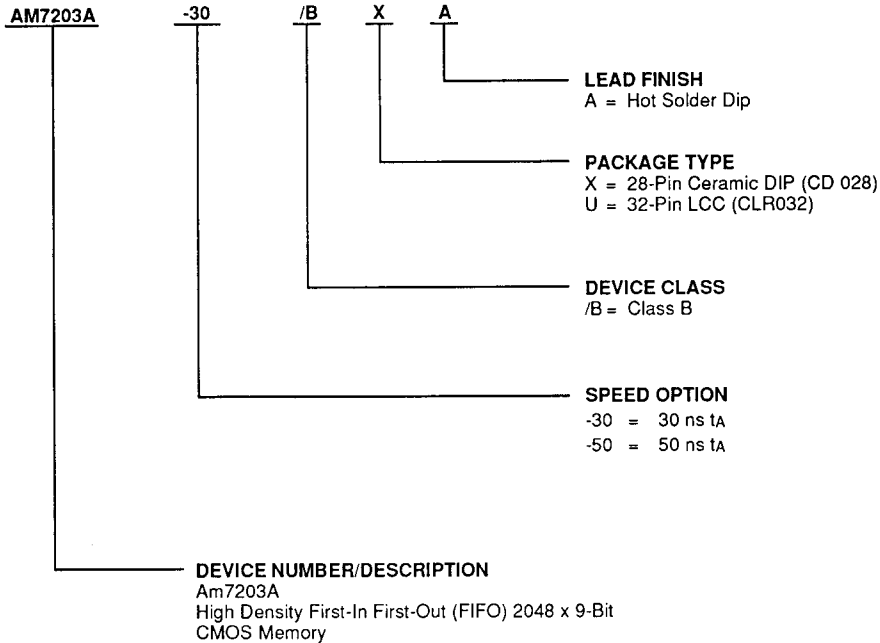 AM7203A -30 /B X A
LEAD FINISH
A = Hot Solder Dip
PACKAGE TYPE
X = 28-Pin Ceramic DIP (CD 028)
U = 32-Pin LCC (CLR032)
DEVICE CLASS
/B = Class B
SPEED OPTION
-30 = 30 ns tA
-50 = 50 ns tA
DEVICE NUMBER/DESCRIPTION
Am7203A
High Density First-In First-Out (FIFO) 2048 x 9-Bit
CMOS Memory